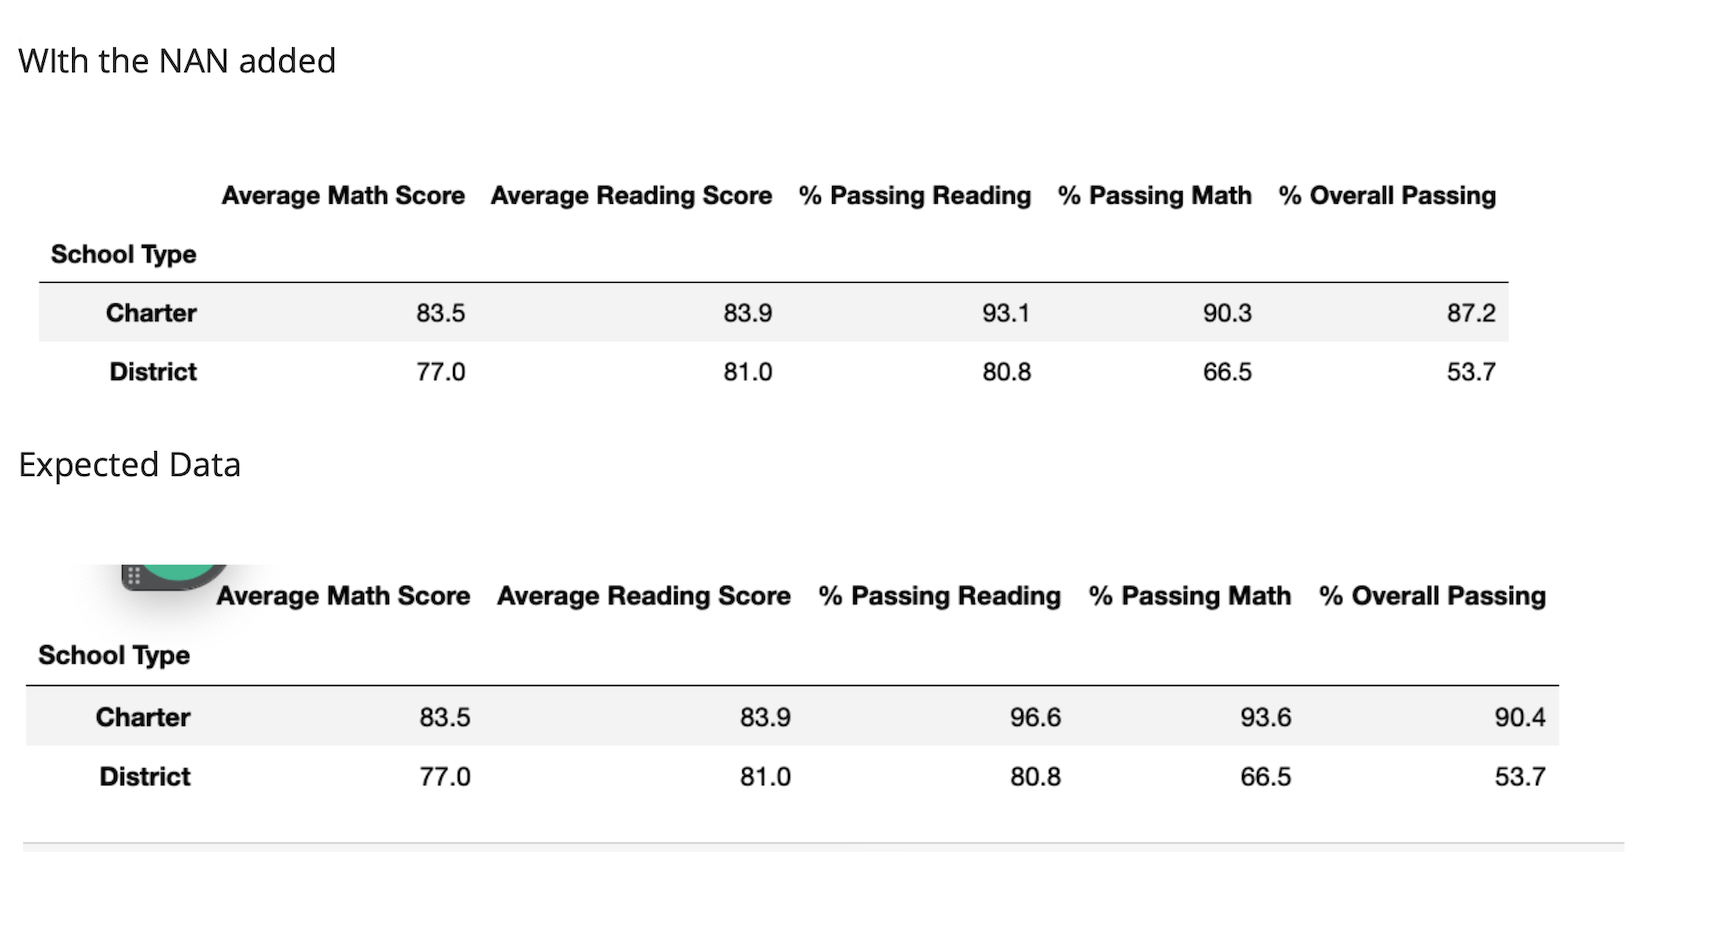 WIth the NAN added
Average Math Score Average Reading Score % Passing Reading % Passing Math % Overall Passing
School Type
Charter 83.5 83.9 93.1 90.3 87.2
District 77.0 81.0 80.8 66.5 53.7
Expected Data
Average Math Score Average Reading Score % Passing Reading % Passing Math % Overall Passing
School Type
Charter 83.5 83.9 96.6 93.6 90.4
District 77.0 81.0 80.8 66.5 53.7